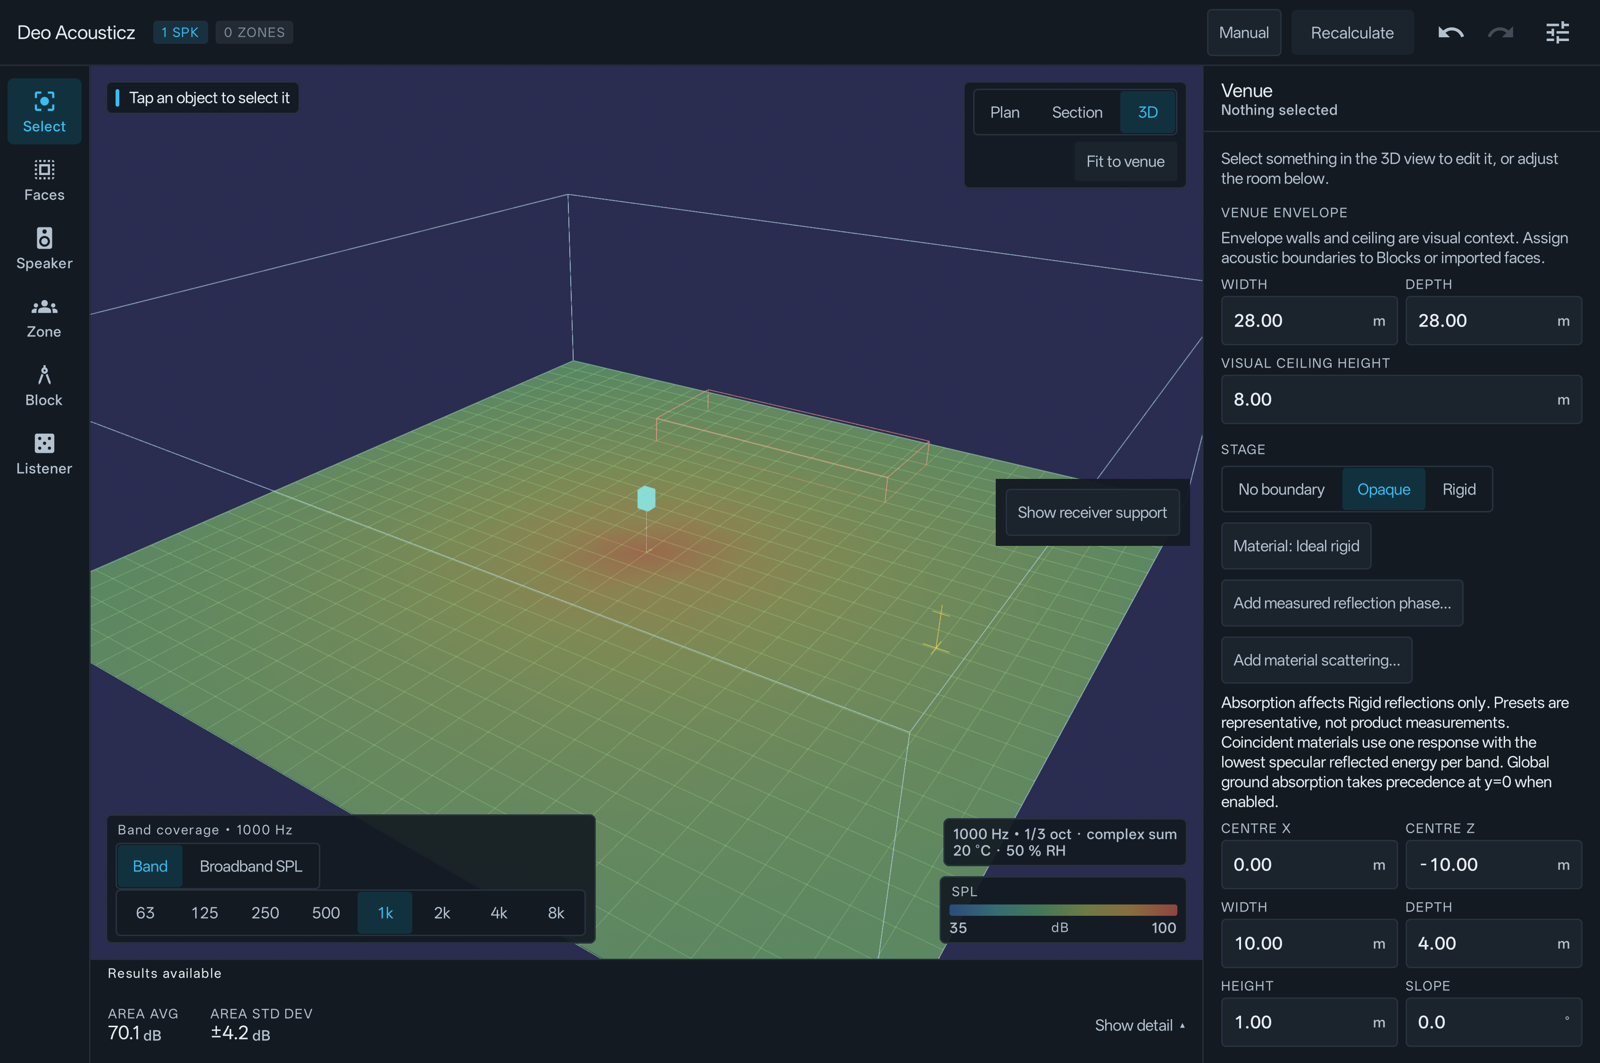 Deo Acousticz
1 SPK
0 ZONES
Manual
Recalculate
Select
Faces
Speaker
Zone
Block
Listener
Tap an object to select it
Plan
Section
3D
Fit to venue
Show receiver support
Band coverage • 1000 Hz
Band
Broadband SPL
63
125
250
500
1k
2k
4k
8k
1000 Hz • 1/3 oct · complex sum
20 °C · 50 % RH
SPL
35
dB
100
Results available
AREA AVG
70.1 dB
AREA STD DEV
±4.2 dB
Show detail ▴
Venue
Nothing selected
Select something in the 3D view to edit it, or adjust
the room below.
VENUE ENVELOPE
Envelope walls and ceiling are visual context. Assign
acoustic boundaries to Blocks or imported faces.
WIDTH
28.00 m
DEPTH
28.00 m
VISUAL CEILING HEIGHT
8.00 m
STAGE
No boundary
Opaque
Rigid
Material: Ideal rigid
Add measured reflection phase...
Add material scattering...
Absorption affects Rigid reflections only. Presets are
representative, not product measurements.
Coincident materials use one response with the
lowest specular reflected energy per band. Global
ground absorption takes precedence at y=0 when
enabled.
CENTRE X
0.00 m
CENTRE Z
-10.00 m
WIDTH
10.00 m
DEPTH
4.00 m
HEIGHT
1.00 m
SLOPE
0.0 °